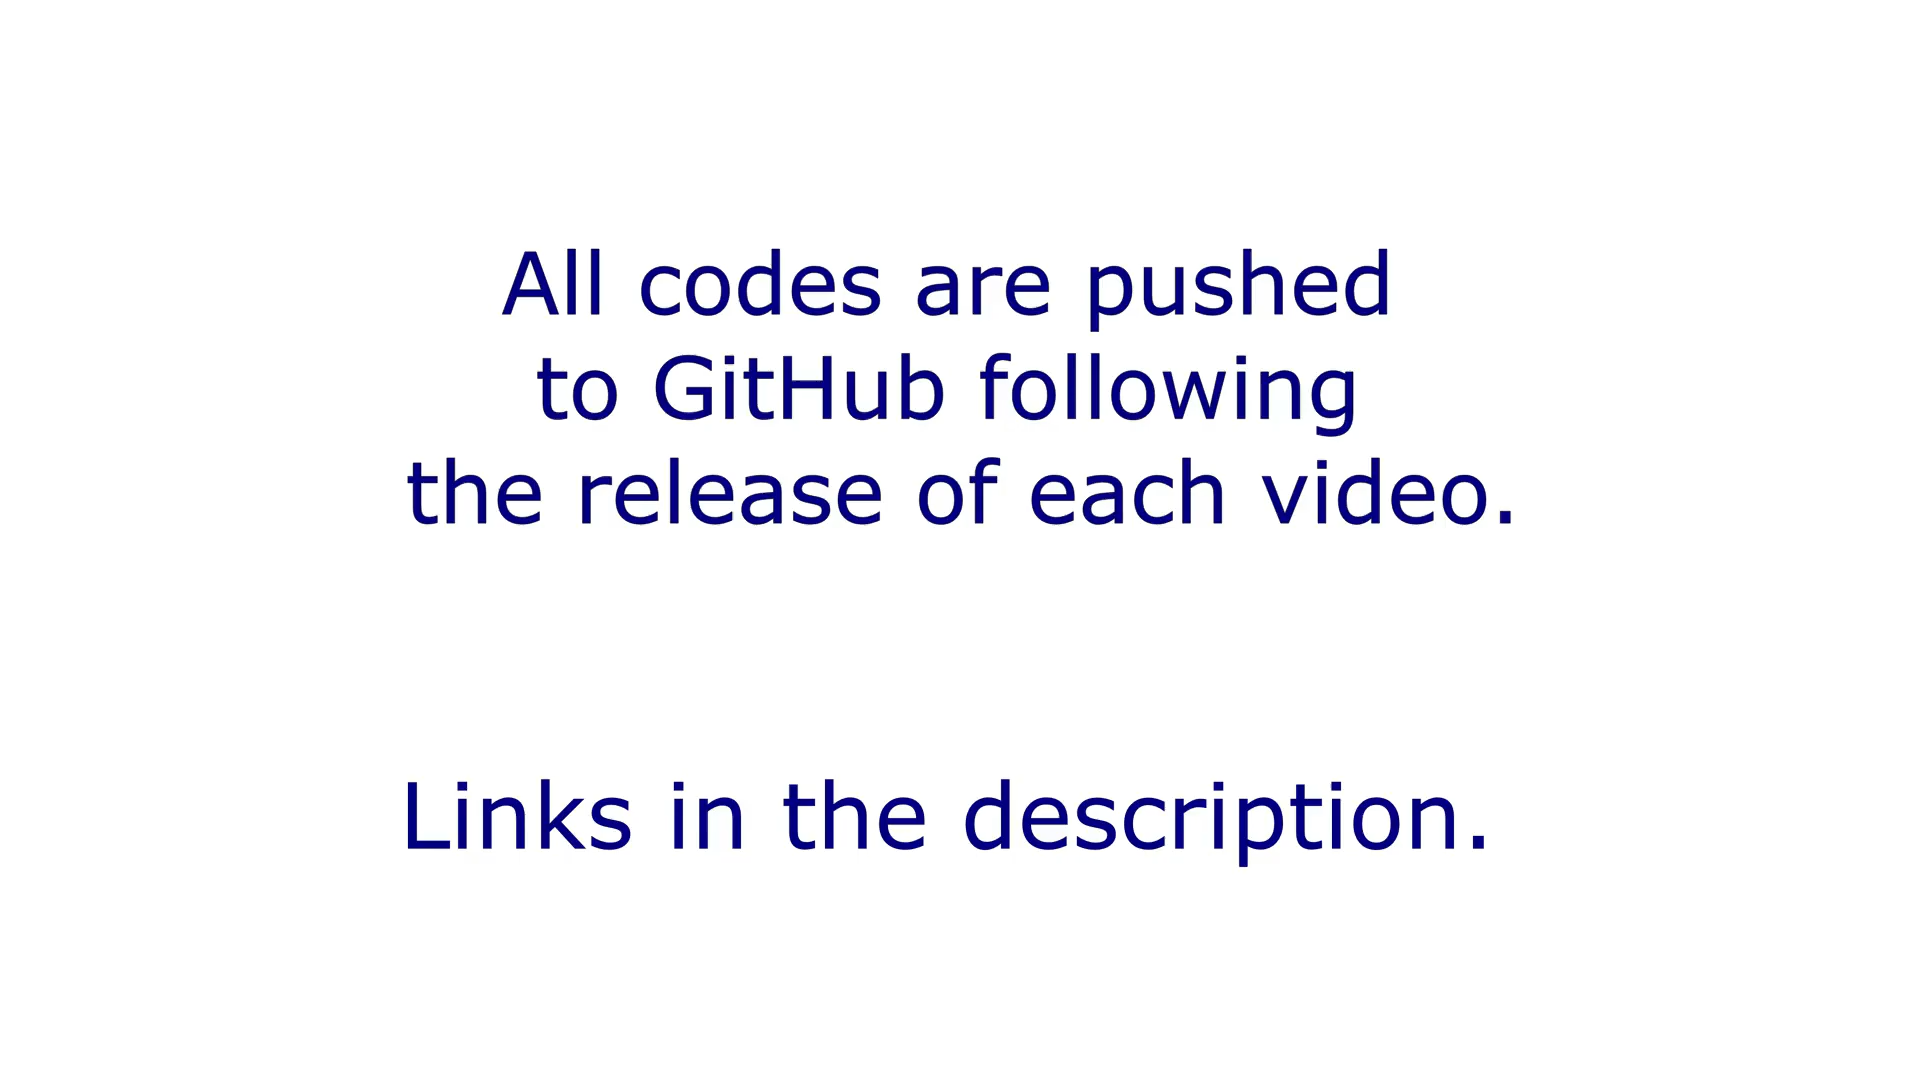 All codes are pushed
to GitHub following
the release of each video.
Links in the description.